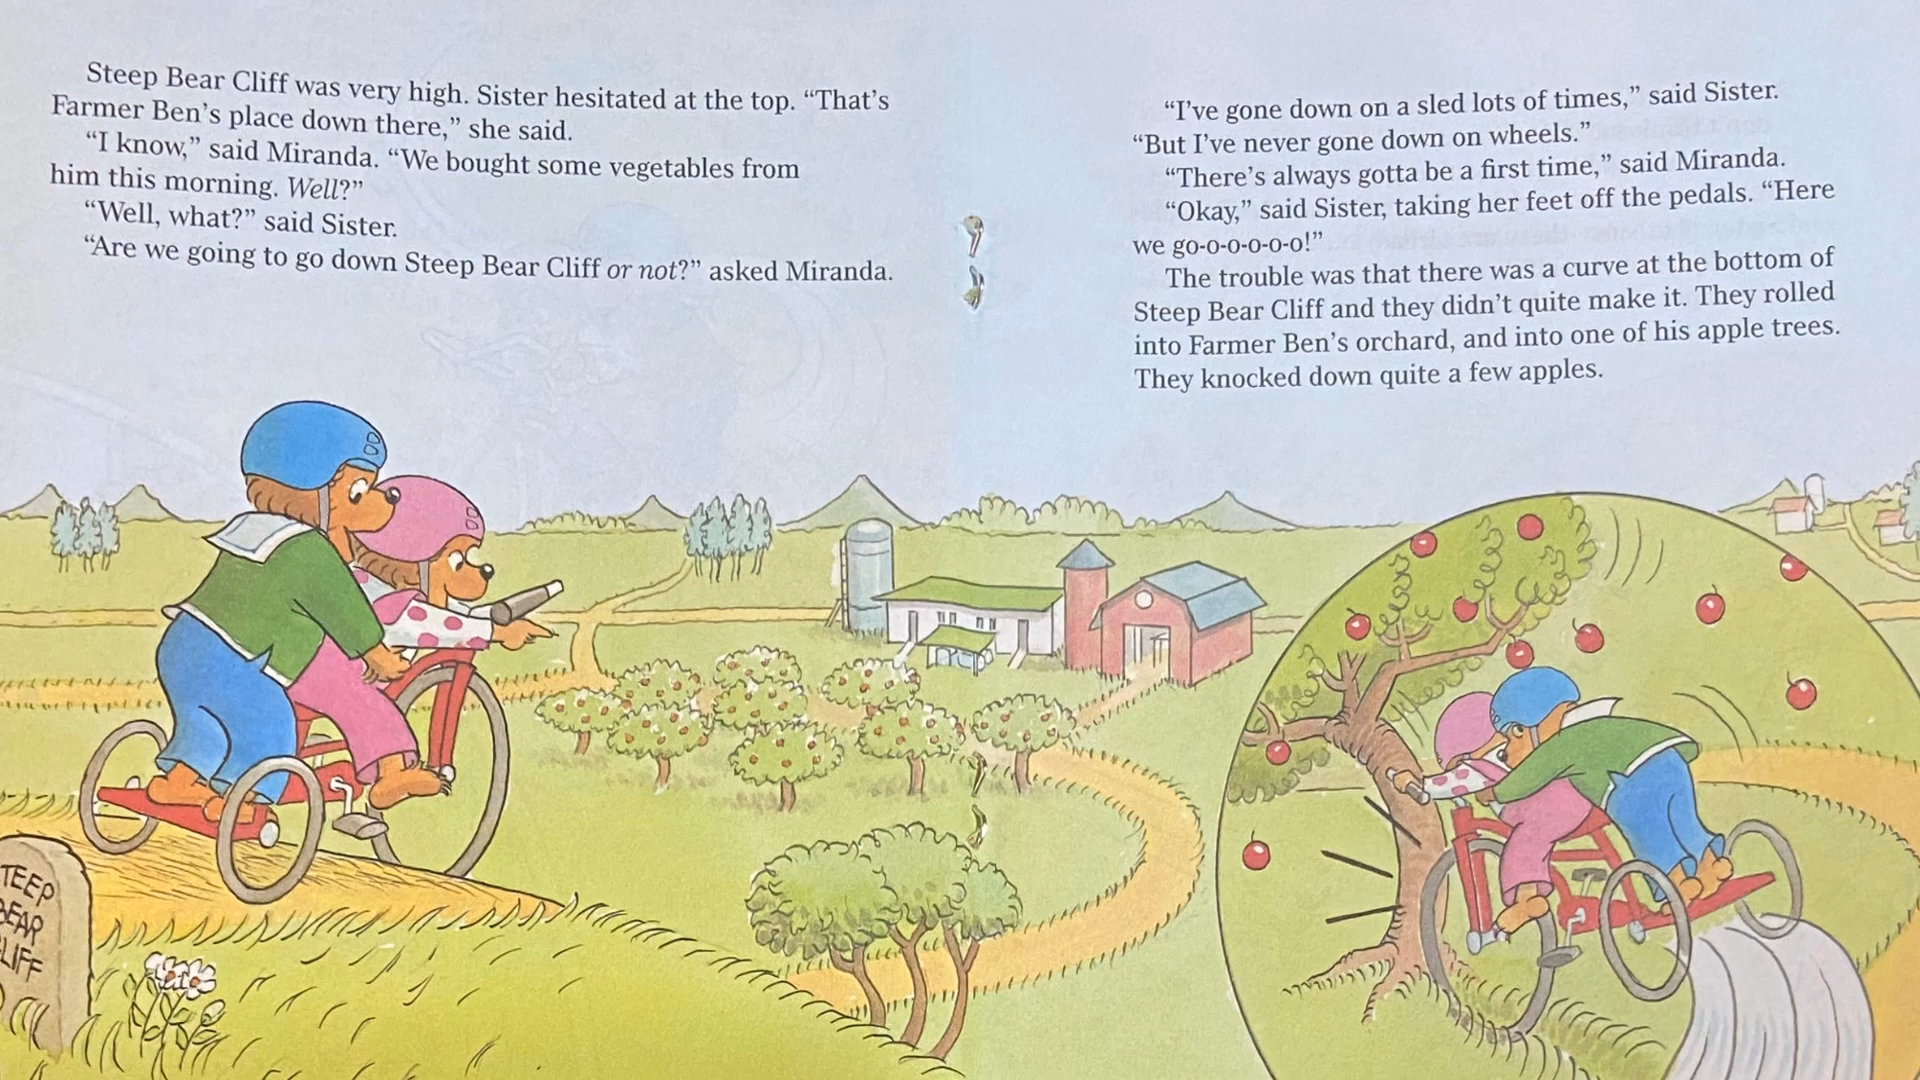 Steep Bear Cliff was very high. Sister hesitated at the top. “That’s
Farmer Ben’s place down there,” she said.
“I know,” said Miranda. “We bought some vegetables from
him this morning. Well?”
“Well, what?” said Sister.
“Are we going to go down Steep Bear Cliff or not?” asked Miranda.
“I’ve gone down on a sled lots of times,” said Sister.
“But I’ve never gone down on wheels.”
“There’s always gotta be a first time,” said Miranda.
“Okay,” said Sister, taking her feet off the pedals. “Here
we go-o-o-o-o-o!”
The trouble was that there was a curve at the bottom of
Steep Bear Cliff and they didn’t quite make it. They rolled
into Farmer Ben’s orchard, and into one of his apple trees.
They knocked down quite a few apples.
TEEP
BEAR
LIFF